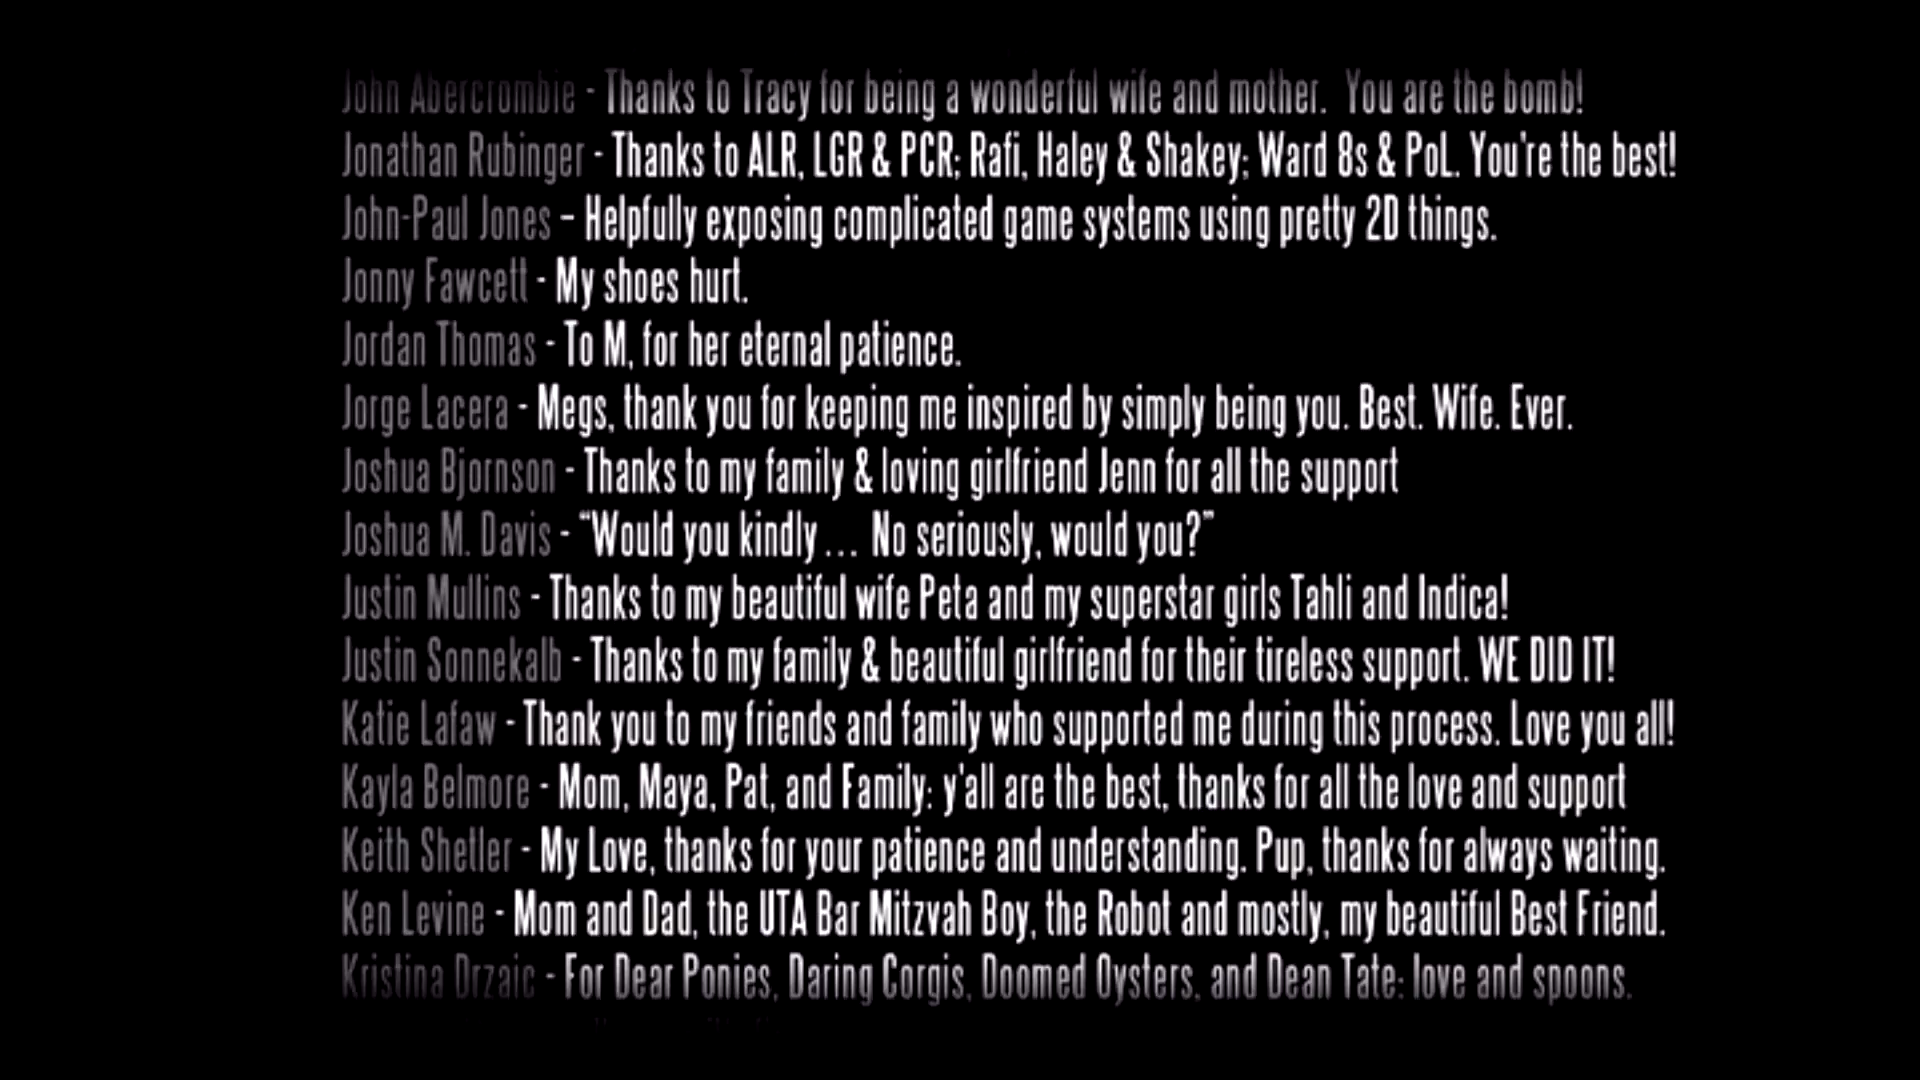 John Abercrombie - Thanks to Tracy for being a wonderful wife and mother. You are the bomb!
Jonathan Rubinger - Thanks to ALR, LGR & PCR; Rafi, Haley & Shakey; Ward 8s & PoL. You're the best!
John-Paul Jones – Helpfully exposing complicated game systems using pretty 2D things.
Jonny Fawcett - My shoes hurt.
Jordan Thomas - To M, for her eternal patience.
Jorge Lacera - Megs, thank you for keeping me inspired by simply being you. Best. Wife. Ever.
Joshua Bjornson - Thanks to my family & loving girlfriend Jenn for all the support
Joshua M. Davis - “Would you kindly … No seriously, would you?”
Justin Mullins - Thanks to my beautiful wife Peta and my superstar girls Tahli and Indica!
Justin Sonnekalb - Thanks to my family & beautiful girlfriend for their tireless support. WE DID IT!
Katie Lafaw - Thank you to my friends and family who supported me during this process. Love you all!
Kayla Belmore - Mom, Maya, Pat, and Family: y'all are the best, thanks for all the love and support
Keith Shetler - My Love, thanks for your patience and understanding. Pup, thanks for always waiting.
Ken Levine - Mom and Dad, the UTA Bar Mitzvah Boy, the Robot and mostly, my beautiful Best Friend.
Kristina Drzaic - For Dear Ponies, Daring Corgis, Doomed Oysters, and Dean Tate: love and spoons.